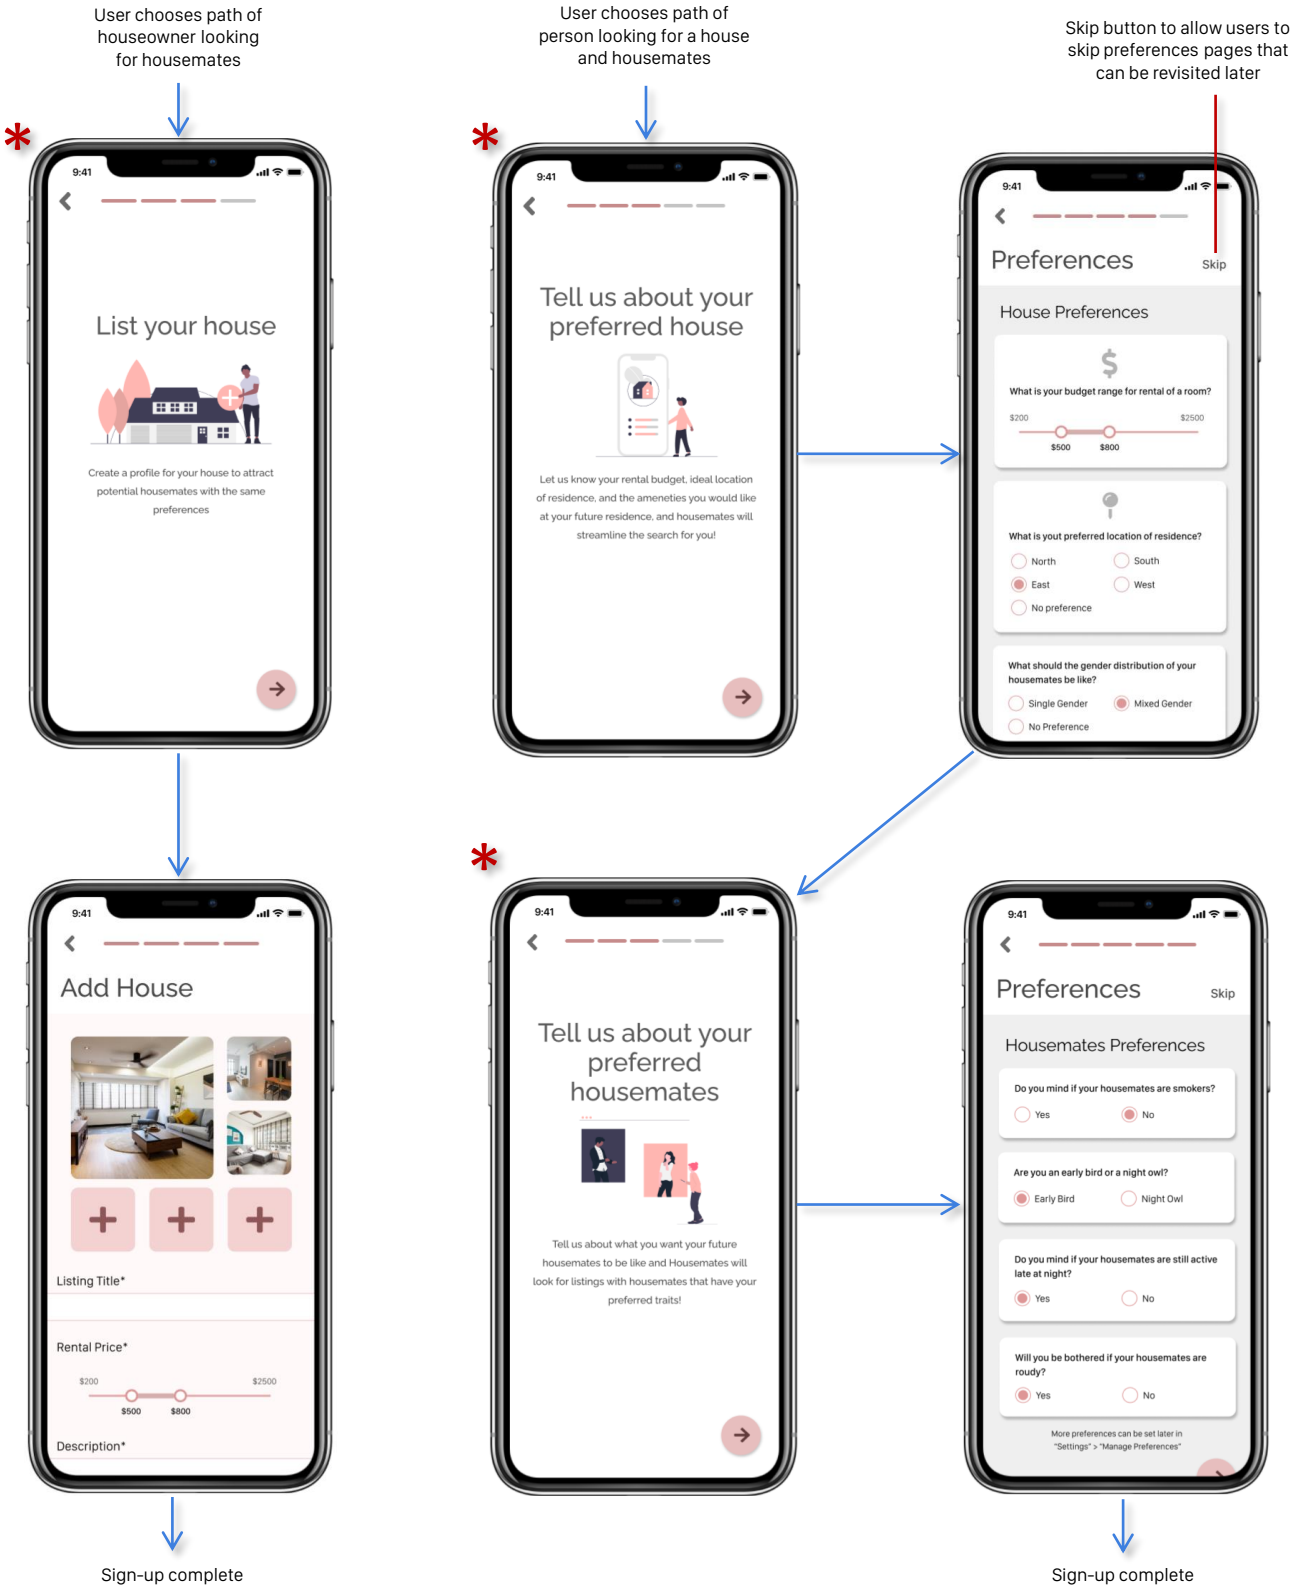 User chooses path of
houseowner looking
for housemates
User chooses path of
person looking for a house
and housemates
Skip button to allow users to
skip preferences pages that
can be revisited later
*
9:41
List your house
Create a profile for your house to attract
potential housemates with the same
preferences
*
9:41
Tell us about your
preferred house
Let us know your rental budget, ideal location
of residence, and the ameneties you would like
at your future residence, and housemates will
streamline the search for you!
9:41
Preferences
Skip
House Preferences
$
What is your budget range for rental of a room?
$200 $2500
$500 $800
What is yout preferred location of residence?
North South
East West
No preference
What should the gender distribution of your
housemates be like?
Single Gender Mixed Gender
No Preference
9:41
Add House
Listing Title*
Rental Price*
$200 $2500
$500 $800
Description*
Sign-up complete
*
9:41
Tell us about your
preferred
housemates
Tell us about what you want your future
housemates to be like and Housemates will
look for listings with housemates that have your
preferred traits!
9:41
Preferences
Skip
Housemates Preferences
Do you mind if your housemates are smokers?
Yes No
Are you an early bird or a night owl?
Early Bird Night Owl
Do you mind if your housemates are still active
late at night?
Yes No
Will you be bothered if your housemates are
roudy?
Yes No
More preferences can be set later in
"Settings" > "Manage Preferences"
Sign-up complete